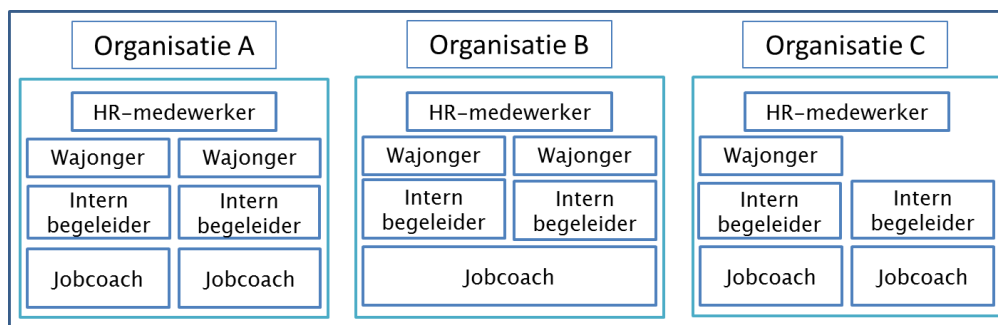 Organisatie A
HR-medewerker
Wajonger
Wajonger
Intern
begeleider
Intern
begeleider
Jobcoach
Jobcoach
Organisatie B
HR-medewerker
Wajonger
Wajonger
Intern
begeleider
Intern
begeleider
Jobcoach
Organisatie C
HR-medewerker
Wajonger
Intern
begeleider
Intern
begeleider
Jobcoach
Jobcoach